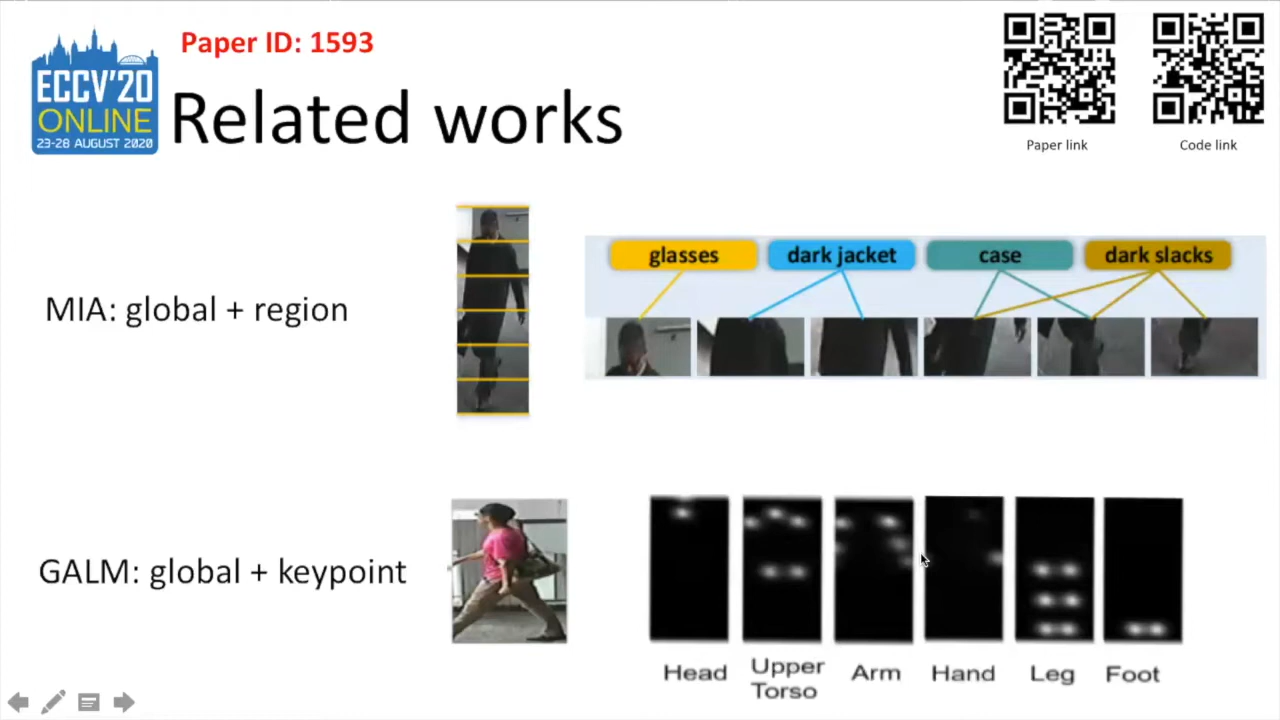 Paper ID: 1593
ECCV'20
ONLINE
23-28 AUGUST 2020
Related works
Paper link
Code link
glasses
dark jacket
case
dark slacks
MIA: global + region
GALM: global + keypoint
Head
Upper
Torso
Arm
Hand
Leg
Foot